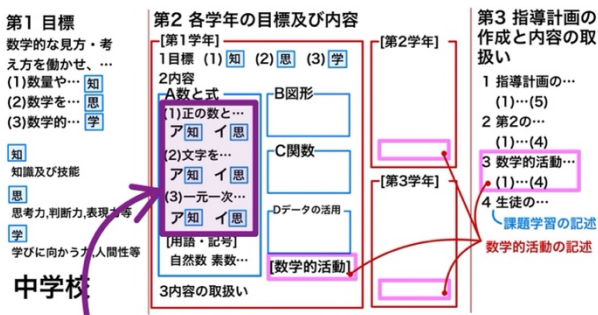 第1 目標
数学的な見方・考
え方を働かせ、…
(1)数量や… 知
(2)数学を… 思
(3)数学的… 学
知
知識及び技能
思
思考力,判断力,表現力等
学
学びに向かう力,人間性等
中学校
第2 各学年の目標及び内容
[第1学年]
1目標 (1) 知 (2) 思 (3) 学
2内容
A数と式
(1)正の数と…
ア 知 イ 思
(2)文字を…
ア 知 イ 思
(3)一元一次…
ア 知 イ 思
[用語・記号]
自然数 素数…
B図形
C関数
Dデータの活用
[数学的活動]
3内容の取扱い
[第2学年]
[第3学年]
第3 指導計画の
作成と内容の取
扱い
1 指導計画の…
(1)…(5)
2 第2の…
(1)…(4)
3 数学的活動…
(1)…(4)
4 生徒の…
課題学習の記述
数学的活動の記述